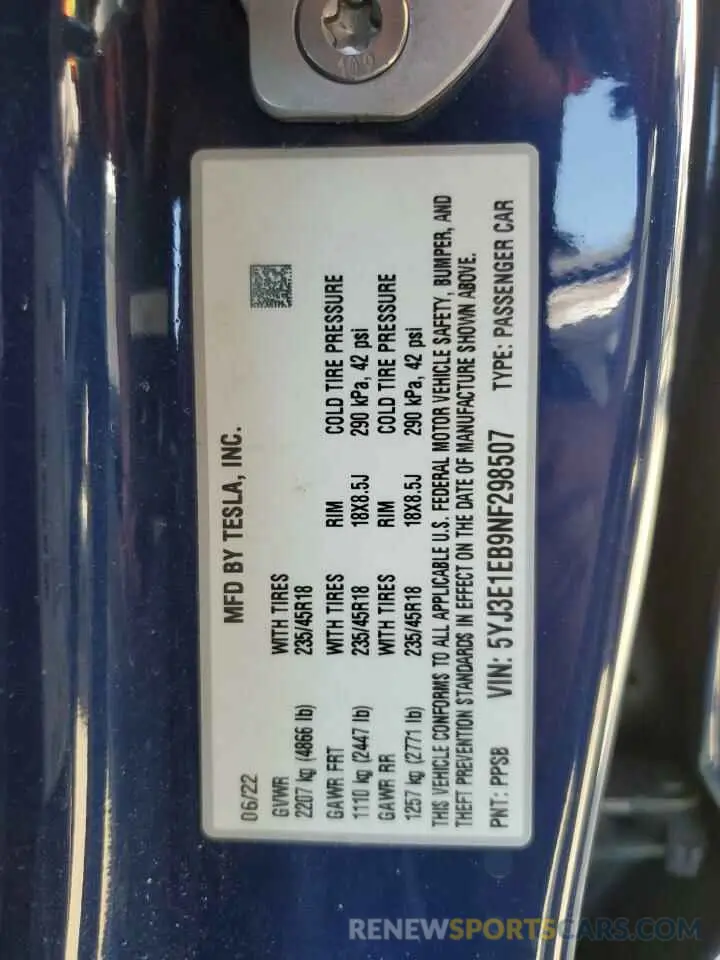 109
06/22 MFD BY TESLA, INC.
GVWR WITH TIRES
2207 kg (4866 lb) 235/45R18
GAWR FRT WITH TIRES RIM COLD TIRE PRESSURE
1110 kg (2447 lb) 235/45R18 18X8.5J 290 kPa, 42 psi
GAWR RR WITH TIRES RIM COLD TIRE PRESSURE
1257 kg (2771 lb) 235/45R18 18X8.5J 290 kPa, 42 psi
THIS VEHICLE CONFORMS TO ALL APPLICABLE U.S. FEDERAL MOTOR VEHICLE SAFETY, BUMPER, AND
THEFT PREVENTION STANDARDS IN EFFECT ON THE DATE OF MANUFACTURE SHOWN ABOVE.
PNT: PPSB VIN: 5YJ3E1EB9NF298507 TYPE: PASSENGER CAR
RENEWSPORTSCARS.COM